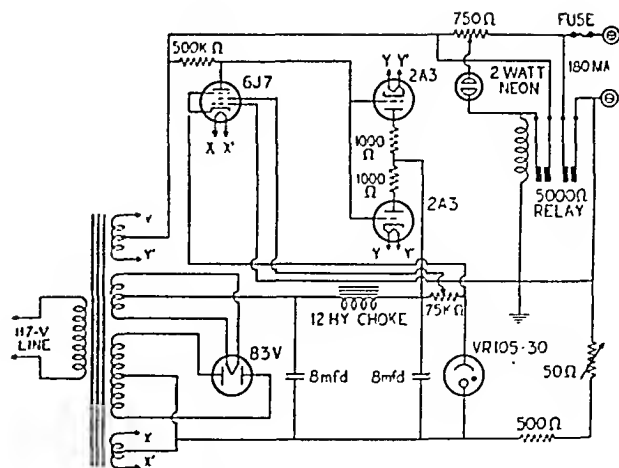 750Ω
FUSE
500K Ω
6J7
Y Y'
2A3
2 WATT
NEON
180 MA
X X'
1000
Ω
1000
Ω
5000Ω
RELAY
2A3
Y Y'
Y
Y'
117-V
LINE
12 HY CHOKE
75K Ω
83V
8mfd
8mfd
VR105-30
50Ω
500Ω
X
X'